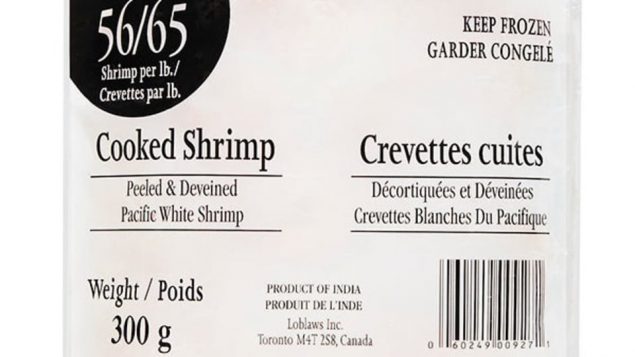 56/65
Shrimp per lb./
Crevettes par lb.
KEEP FROZEN
GARDER CONGELÉ
Cooked Shrimp
Peeled & Deveined
Pacific White Shrimp
Crevettes cuites
Décortiquées et Déveinées
Crevettes Blanches Du Pacifique
Weight / Poids
300 g
PRODUCT OF INDIA
PRODUIT DE L'INDE
Loblaws Inc.
Toronto M4T 2S8, Canada
0 60249 00927 1